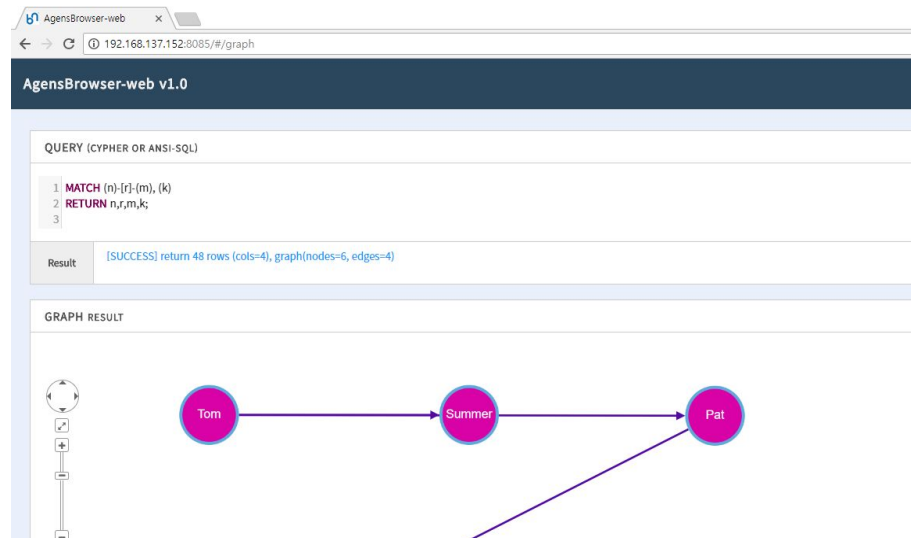 AgensBrowser-web
192.168.137.152:8085/#/graph
AgensBrowser-web v1.0
QUERY (CYPHER OR ANSI-SQL)
1 MATCH (n)-[r]-(m), (k)
2 RETURN n,r,m,k;
3
Result [SUCCESS] return 48 rows (cols=4), graph(nodes=6, edges=4)
GRAPH RESULT
Tom Summer Pat